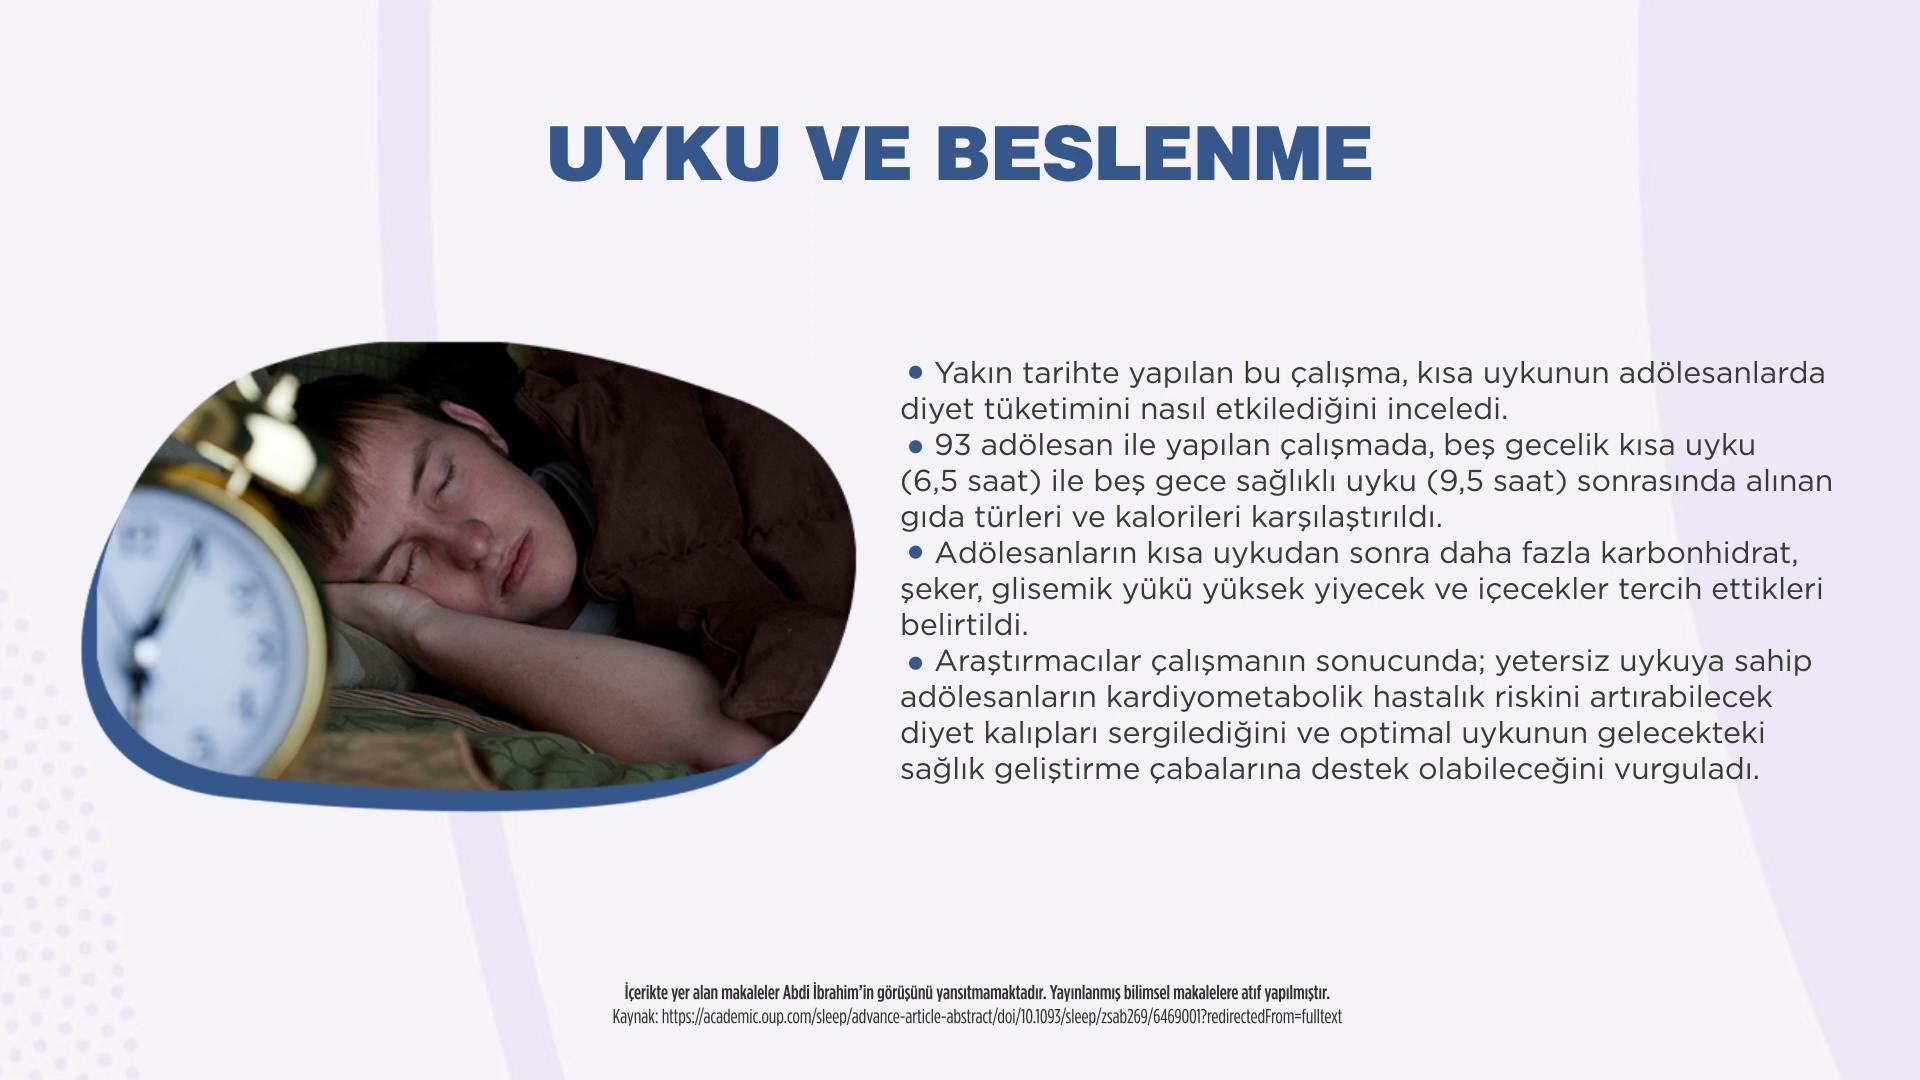 UYKU VE BESLENME
• Yakın tarihte yapılan bu çalışma, kısa uykunun adölesanlarda
diyet tüketimini nasıl etkilediğini inceledi.
• 93 adölesan ile yapılan çalışmada, beş gecelik kısa uyku
(6,5 saat) ile beş gece sağlıklı uyku (9,5 saat) sonrasında alınan
gıda türleri ve kalorileri karşılaştırıldı.
• Adölesanların kısa uykudan sonra daha fazla karbonhidrat,
şeker, glisemik yükü yüksek yiyecek ve içecekler tercih ettikleri
belirtildi.
• Araştırmacılar çalışmanın sonucunda; yetersiz uykuya sahip
adölesanların kardiyometabolik hastalık riskini artırabilecek
diyet kalıpları sergilediğini ve optimal uykunun gelecekteki
sağlık geliştirme çabalarına destek olabileceğini vurguladı.
İçerikte yer alan makaleler Abdi İbrahim’in görüşünü yansıtmamaktadır. Yayınlanmış bilimsel makalelere atıf yapılmıştır.
Kaynak: https://academic.oup.com/sleep/advance-article-abstract/doi/10.1093/sleep/zsab269/6469001?redirectedFrom=fulltext